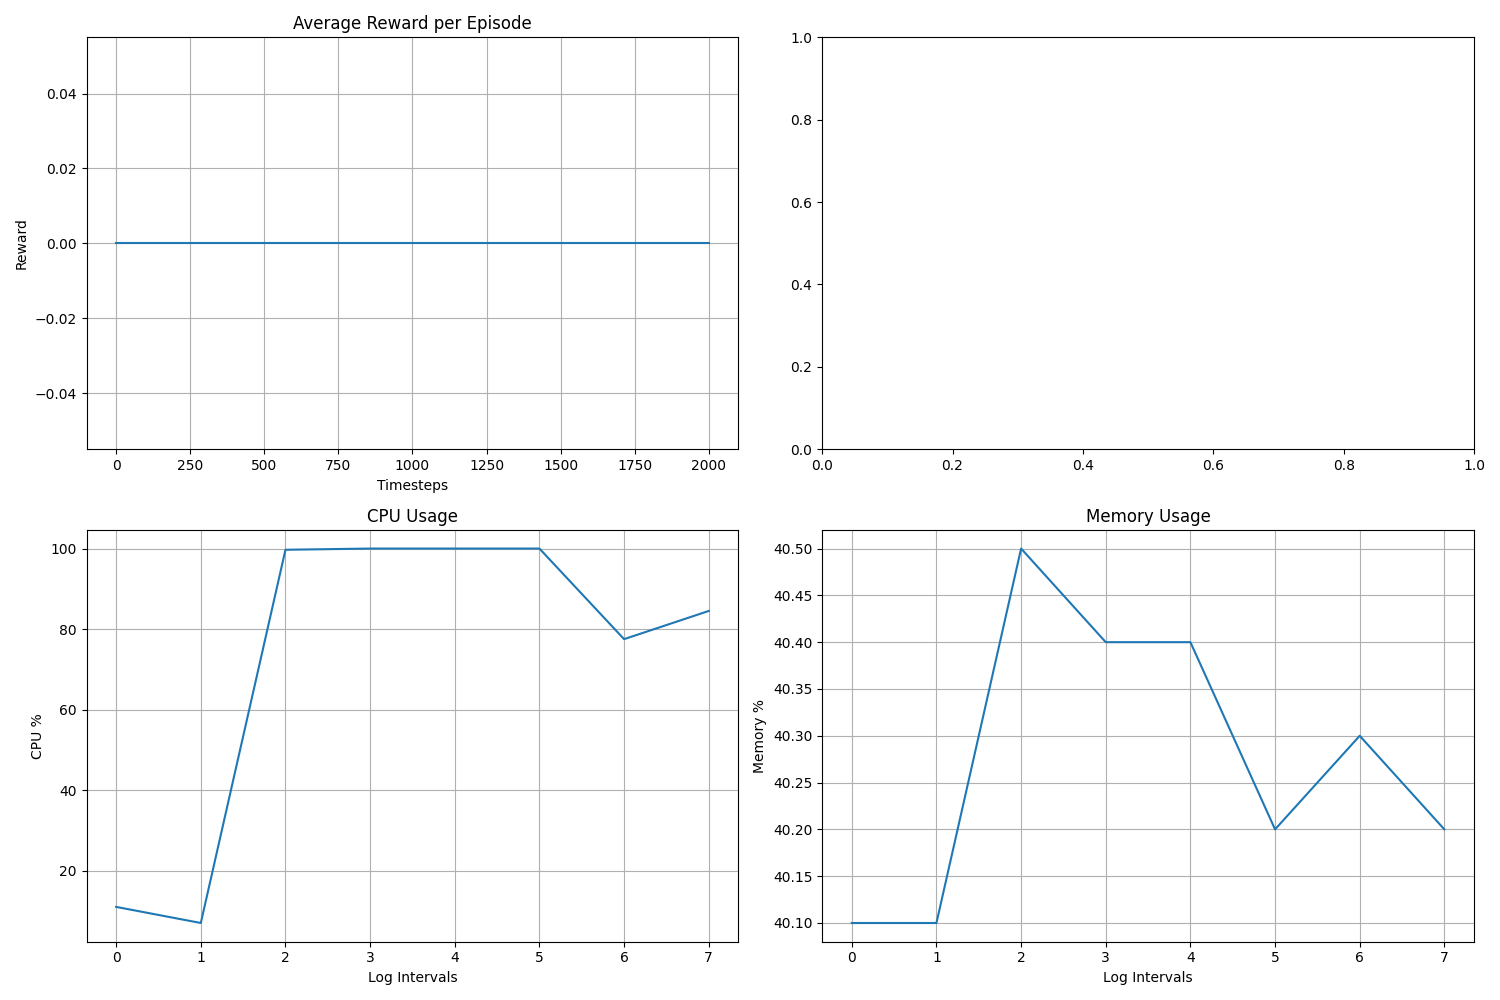 Average Reward per Episode
0.04
0.02
0.00
−0.02
−0.04
Reward
0 250 500 750 1000 1250 1500 1750 2000
Timesteps
1.0
0.8
0.6
0.4
0.2
0.0
0.0 0.2 0.4 0.6 0.8 1.0
CPU Usage
100
80
60
40
20
CPU %
0 1 2 3 4 5 6 7
Log Intervals
Memory Usage
40.50
40.45
40.40
40.35
40.30
40.25
40.20
40.15
40.10
Memory %
0 1 2 3 4 5 6 7
Log Intervals